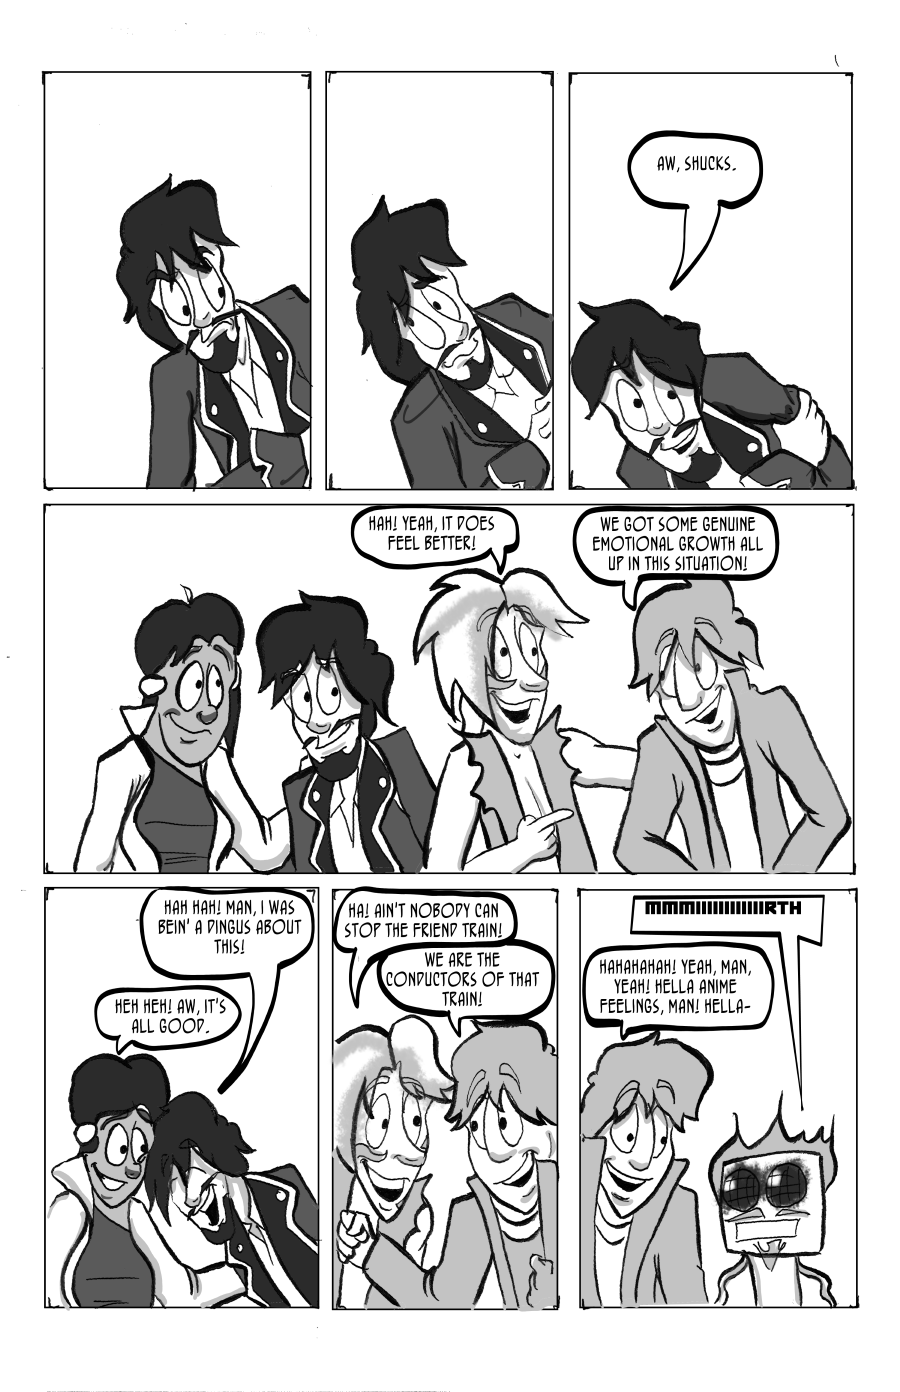 AW, SHUCKS.
HAH! YEAH, IT DOES
FEEL BETTER!
WE GOT SOME GENUINE
EMOTIONAL GROWTH ALL
UP IN THIS SITUATION!
HAH HAH! MAN, I WAS
BEIN' A DINGUS ABOUT
THIS!
HEH HEH! AW, IT'S
ALL GOOD.
HA! AIN'T NOBODY CAN
STOP THE FRIEND TRAIN!
WE ARE THE
CONDUCTORS OF THAT
TRAIN!
MMMIIIIIIIIIIIIRTH
HAHAHAHAH! YEAH, MAN,
YEAH! HELLA ANIME
FEELINGS, MAN! HELLA-